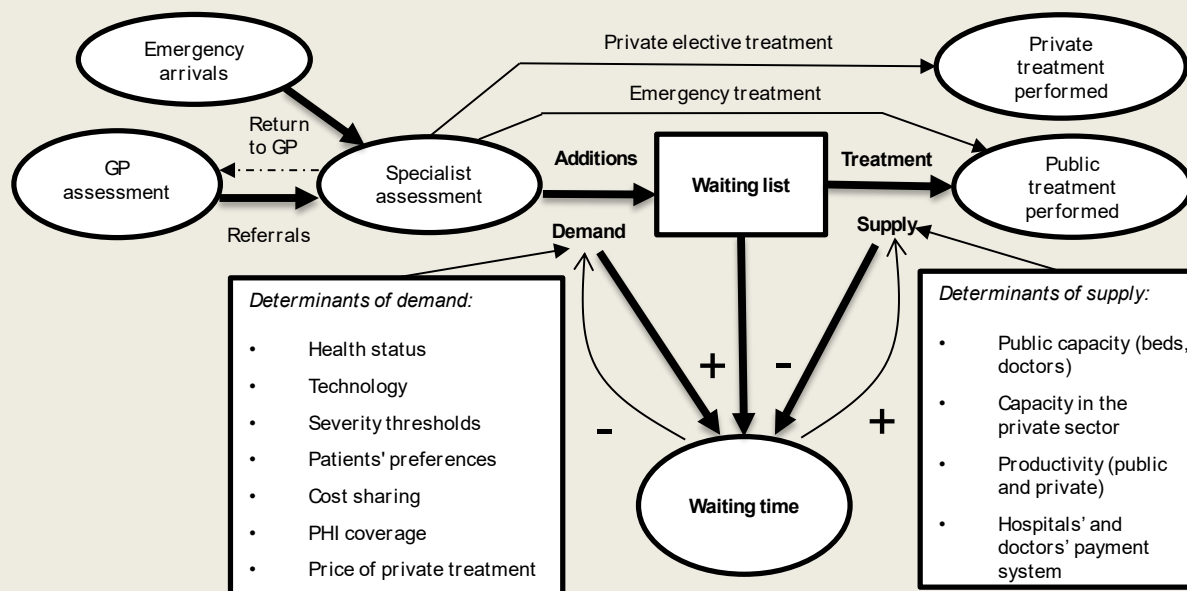 Emergency
arrivals
Private elective treatment
Private
treatment
performed
Emergency treatment
Return
to GP
GP
assessment
Specialist
assessment
Additions
Waiting list
Treatment
Public
treatment
performed
Referrals
Demand
Supply
Determinants of demand:
• Health status
• Technology
• Severity thresholds
• Patients' preferences
• Cost sharing
• PHI coverage
• Price of private treatment
+
-
-
+
Waiting time
Determinants of supply:
• Public capacity (beds,
doctors)
• Capacity in the
private sector
• Productivity (public
and private)
• Hospitals’ and
doctors’ payment
system